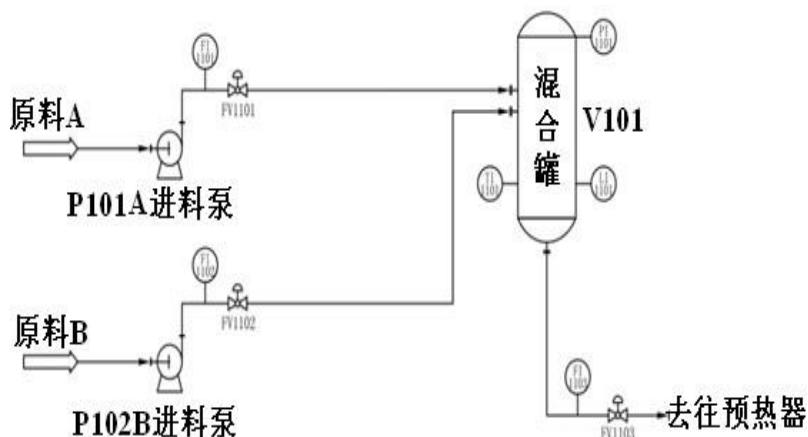 FI
1101
PI
1101
混合罐
V101
FV1101
原料A
P101A进料泵
TI
1101
LI
1101
FI
1102
FV1102
原料B
P102B进料泵
FI
1103
去往预热器
FV1103